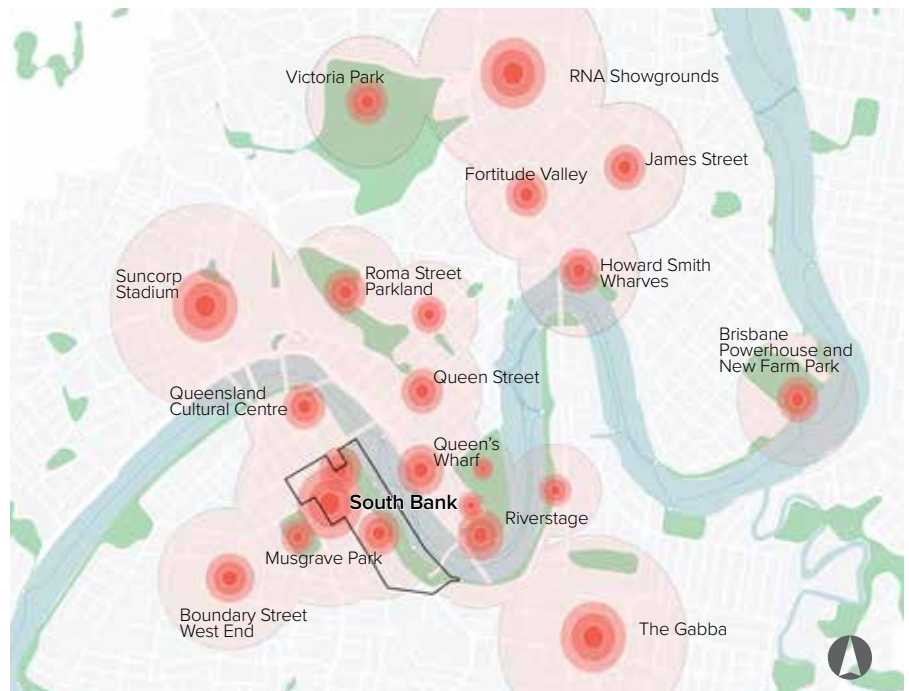 Victoria Park
RNA Showgrounds
James Street
Fortitude Valley
Howard Smith
Wharves
Roma Street
Parkland
Suncorp
Stadium
Brisbane
Powerhouse and
New Farm Park
Queen Street
Queensland
Cultural Centre
Queen's
Wharf
South Bank
Riverstage
Musgrave Park
Boundary Street
West End
The Gabba